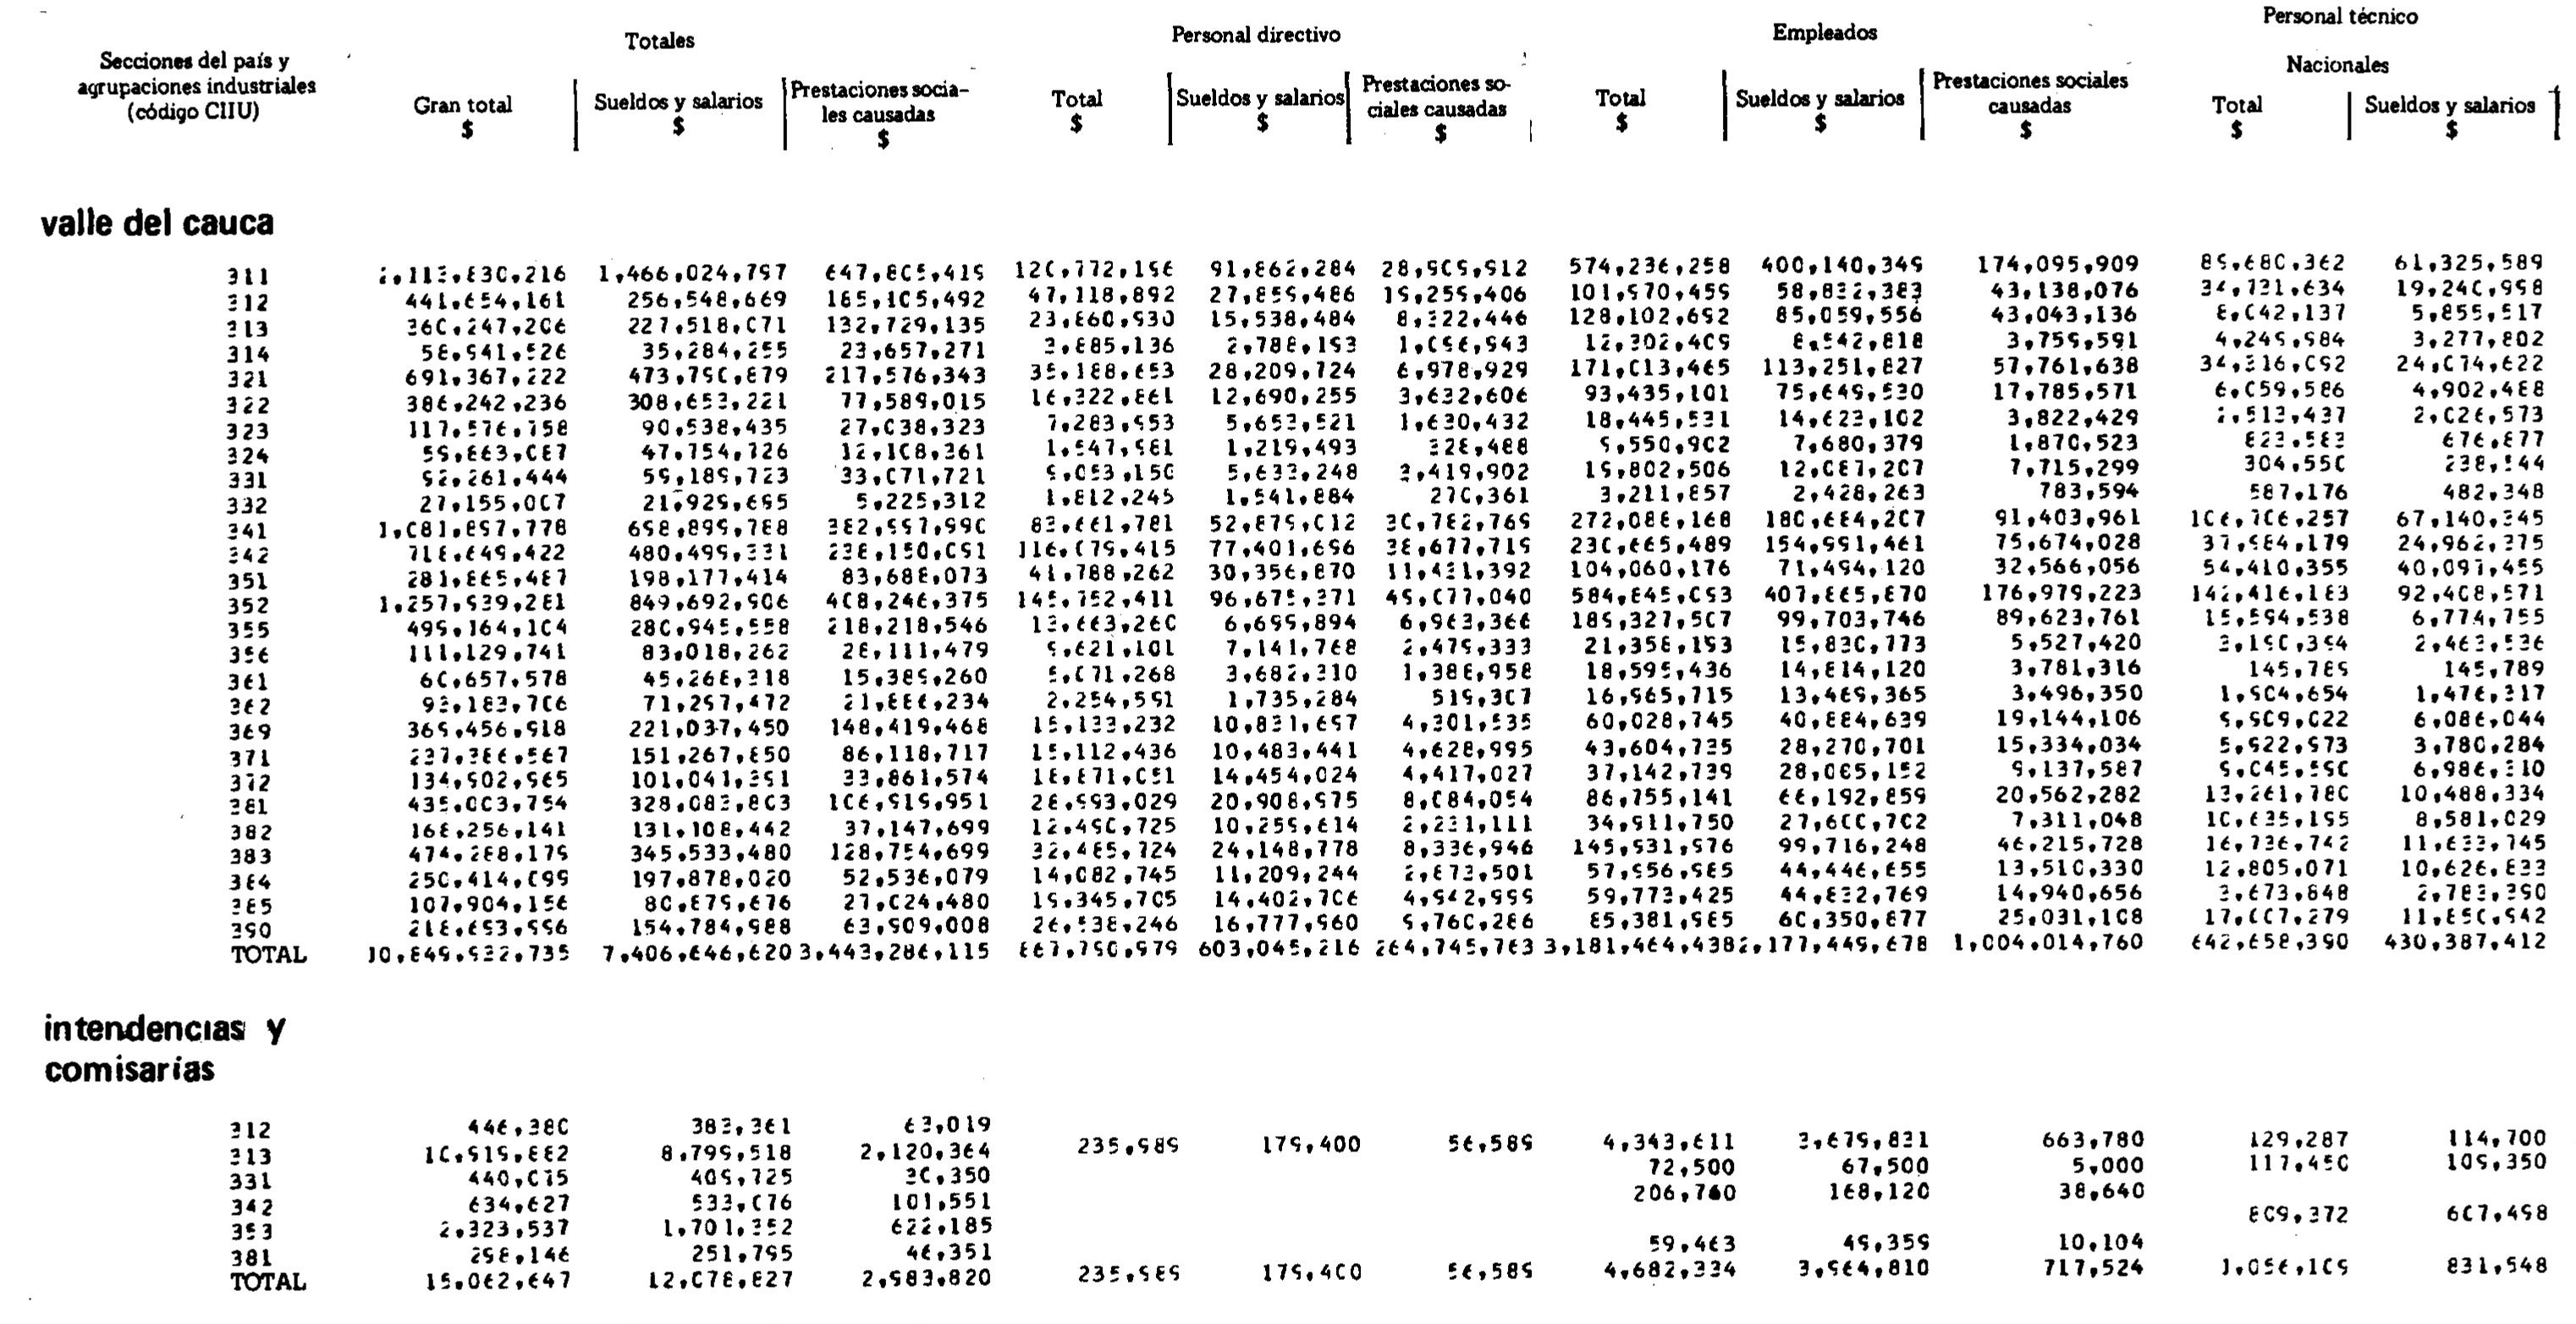 Secciones del país y agrupaciones industriales (código CIIU)
Totales
Personal directivo
Empleados
Personal técnico
Nacionales
Gran total $ | Sueldos y salarios $ | Prestaciones socia- les causadas $ | Total $ | Sueldos y salarios $ | Prestaciones so- ciales causadas $ | Total $ | Sueldos y salarios $ | Prestaciones sociales causadas $ | Total $ | Sueldos y salarios $
valle del cauca
311 2,113,830,216 1,466,024,797 647,805,419 120,772,196 91,862,284 28,909,912 574,236,258 400,140,349 174,095,909 89,680,362 61,325,589
312 441,654,161 256,548,669 185,105,492 47,118,892 27,859,486 19,259,406 101,970,459 58,832,383 43,138,076 34,731,634 19,240,998
313 360,247,206 227,518,071 132,729,135 23,860,930 15,538,484 8,322,446 128,102,692 85,059,556 43,043,136 8,042,137 5,855,917
314 58,941,526 35,284,255 23,657,271 3,885,136 2,788,193 1,096,943 12,302,409 8,542,818 3,759,591 4,249,984 3,277,802
321 691,367,222 473,790,879 217,576,343 35,188,653 28,209,724 6,978,929 171,013,465 113,251,827 57,761,638 34,316,092 24,074,622
322 386,242,236 308,653,221 77,589,015 16,322,861 12,690,255 3,632,606 93,435,101 75,649,530 17,785,571 6,059,586 4,902,488
323 117,576,758 90,538,435 27,038,323 7,283,953 5,653,521 1,630,432 18,445,531 14,623,102 3,822,429 2,513,437 2,026,573
324 59,863,087 47,754,726 12,108,361 1,547,981 1,219,493 328,488 9,550,902 7,680,379 1,870,523 823,583 676,877
331 92,261,444 59,189,723 33,071,721 9,053,150 5,633,248 3,419,902 19,802,506 12,087,207 7,715,299 304,550 238,544
332 27,155,007 21,929,695 5,225,312 1,812,245 1,541,884 270,361 3,211,857 2,428,263 783,594 587,176 482,348
341 1,081,897,778 698,899,788 382,997,990 83,661,781 52,879,012 30,782,769 272,088,168 180,684,207 91,403,961 106,706,257 67,140,345
342 718,649,422 480,499,331 238,150,091 116,079,415 77,401,696 38,677,719 230,665,489 154,991,461 75,674,028 37,984,179 24,962,375
351 281,865,487 198,177,414 83,688,073 41,788,262 30,356,870 11,431,392 104,060,176 71,494,120 32,566,056 54,410,355 40,091,455
352 1,257,939,281 849,692,906 408,246,375 145,752,411 96,675,371 49,077,040 584,845,093 407,865,870 176,979,223 142,416,183 92,408,571
355 499,164,104 280,945,558 218,218,546 13,663,260 6,699,894 6,963,366 189,327,507 99,703,746 89,623,761 15,594,538 6,774,755
356 111,129,741 83,018,262 28,111,479 9,621,101 7,141,768 2,479,333 21,358,193 15,830,773 5,527,420 3,190,394 2,463,536
361 60,657,578 45,268,318 15,389,260 5,071,268 3,682,310 1,388,958 18,595,436 14,814,120 3,781,316 145,789 145,789
362 93,183,706 71,297,472 21,886,234 2,254,591 1,735,284 519,307 16,965,715 13,469,365 3,496,350 1,904,654 1,476,317
369 369,456,918 221,037,450 148,419,468 15,133,232 10,831,697 4,301,535 60,028,745 40,884,639 19,144,106 9,909,022 6,086,044
371 237,386,567 151,267,850 86,118,717 15,112,436 10,483,441 4,628,995 43,604,735 28,270,701 15,334,034 5,922,973 3,780,284
372 134,902,965 101,041,391 33,861,574 18,871,051 14,454,024 4,417,027 37,142,739 28,005,152 9,137,587 9,045,590 6,986,310
381 435,003,754 328,083,803 106,919,951 28,993,029 20,908,975 8,084,054 86,755,141 66,192,859 20,562,282 13,261,780 10,488,334
382 168,256,141 131,108,442 37,147,699 12,490,725 10,259,614 2,231,111 34,911,750 27,600,702 7,311,048 10,635,195 8,581,029
383 474,288,179 345,533,480 128,754,699 32,485,724 24,148,778 8,336,946 145,931,976 99,716,248 46,215,728 16,736,742 11,633,745
384 250,414,099 197,878,020 52,536,079 14,082,745 11,209,244 2,873,501 57,956,985 44,446,655 13,510,330 12,805,071 10,626,833
385 107,904,156 80,879,676 27,024,480 19,345,705 14,402,706 4,942,999 59,773,425 44,832,769 14,940,656 3,673,848 2,783,390
390 218,693,996 154,784,988 63,909,008 26,538,246 16,777,960 9,760,286 85,381,985 60,350,877 25,031,108 17,007,279 11,850,942
TOTAL 10,849,932,735 7,406,646,620 3,443,286,115 867,790,979 603,045,216 264,745,763 3,181,464,438 2,177,449,678 1,004,014,760 642,658,390 430,387,412
intendencias y
comisarías
312 446,380 383,361 63,019
313 10,919,882 8,799,518 2,120,364 235,989 179,400 56,589 4,343,611 3,679,831 663,780 129,287 114,700
331 440,075 409,725 30,350 72,500 67,500 5,000 117,450 109,350
342 634,627 533,076 101,551 206,760 168,120 38,640
353 2,323,537 1,701,352 622,185 809,372 607,498
381 298,146 251,795 46,351 59,463 49,359 10,104
TOTAL 15,062,647 12,078,827 2,983,820 235,989 179,400 56,589 4,682,334 3,964,810 717,524 1,056,109 831,548